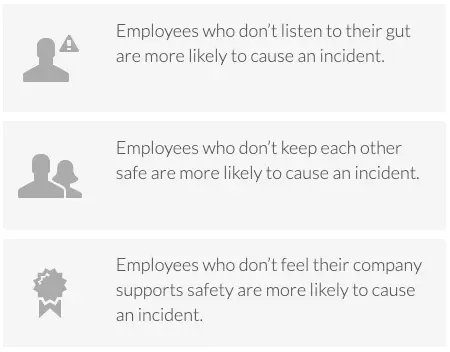 Employees who don’t listen to their gut
are more likely to cause an incident.
Employees who don’t keep each other
safe are more likely to cause an incident.
Employees who don’t feel their company
supports safety are more likely to cause
an incident.